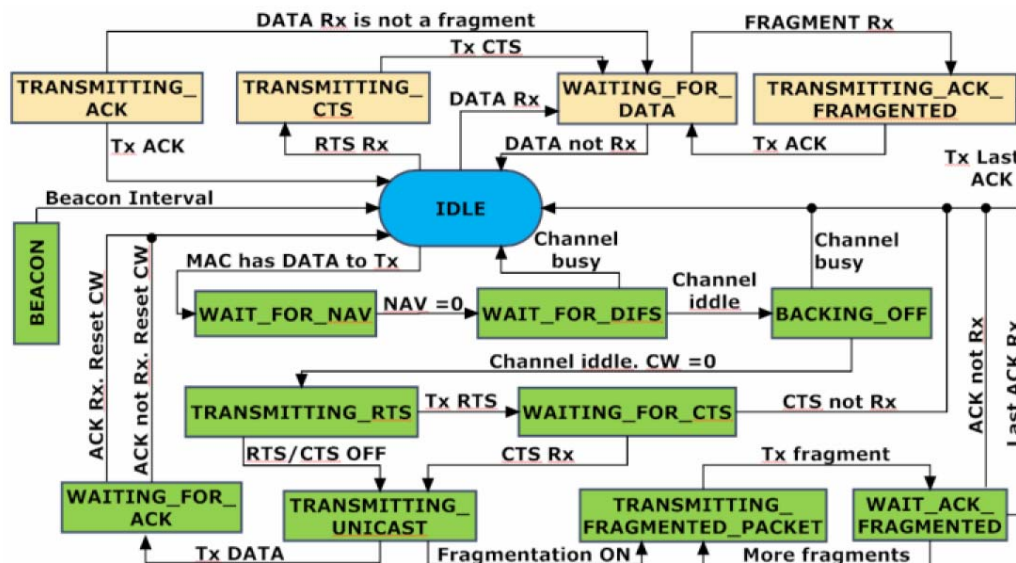 DATA Rx is not a fragment
FRAGMENT Rx
Tx CTS
TRANSMITTING_
ACK
TRANSMITTING_
CTS
DATA Rx
WAITING_FOR_
DATA
TRANSMITTING_ACK_
FRAMGENTED
Tx ACK
RTS Rx
DATA not Rx
Tx ACK
Tx Last
ACK
Beacon Interval
IDLE
BEACON
MAC has DATA to Tx
Channel
busy
Channel
busy
WAIT_FOR_NAV
NAV =0
WAIT_FOR_DIFS
Channel
iddle
BACKING_OFF
ACK Rx. Reset CW
ACK not Rx. Reset CW
Channel iddle. CW =0
TRANSMITTING_RTS
Tx RTS
WAITING_FOR_CTS
CTS not Rx
ACK not Rx
Last ACK Rx
RTS/CTS OFF
CTS Rx
Tx fragment
WAITING_FOR_
ACK
TRANSMITTING_
UNICAST
TRANSMITTING_
FRAGMENTED_PACKET
WAIT_ACK_
FRAGMENTED
Tx DATA
Fragmentation ON
More fragments